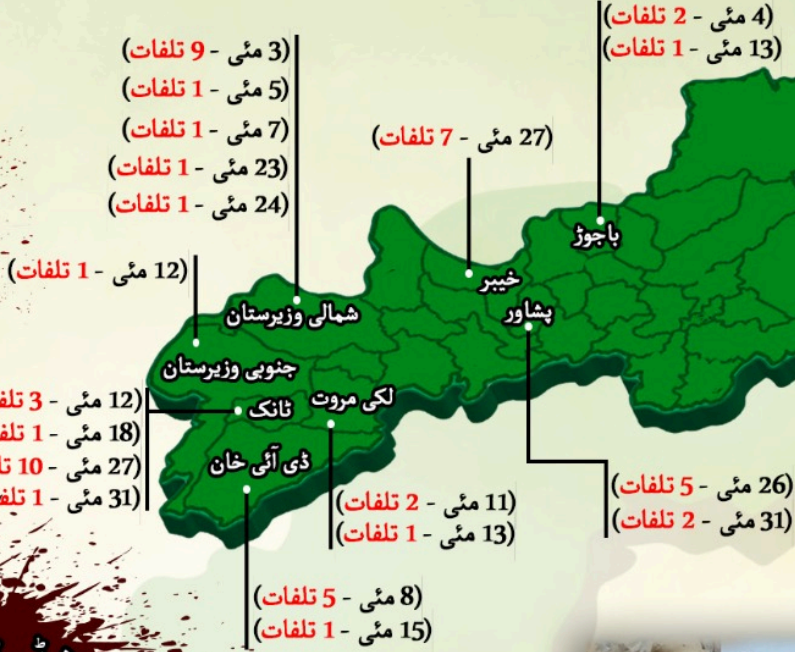 (4 مئی - 2 تلفات)
(13 مئی - 1 تلفات)
باجوڑ
(27 مئی - 7 تلفات)
خیبر
(3 مئی - 9 تلفات)
(5 مئی - 1 تلفات)
(7 مئی - 1 تلفات)
(23 مئی - 1 تلفات)
(24 مئی - 1 تلفات)
شمالی وزیرستان
(12 مئی - 1 تلفات)
جنوبی وزیرستان
پشاور
(26 مئی - 5 تلفات)
(31 مئی - 2 تلفات)
لکی مروت
(11 مئی - 2 تلفات)
(13 مئی - 1 تلفات)
ٹانک
(12 مئی - 3
(18 مئی - 1
(27 مئی - 10
(31 مئی - 1
ڈی آئی خان
(8 مئی - 5 تلفات)
(15 مئی - 1 تلفات)